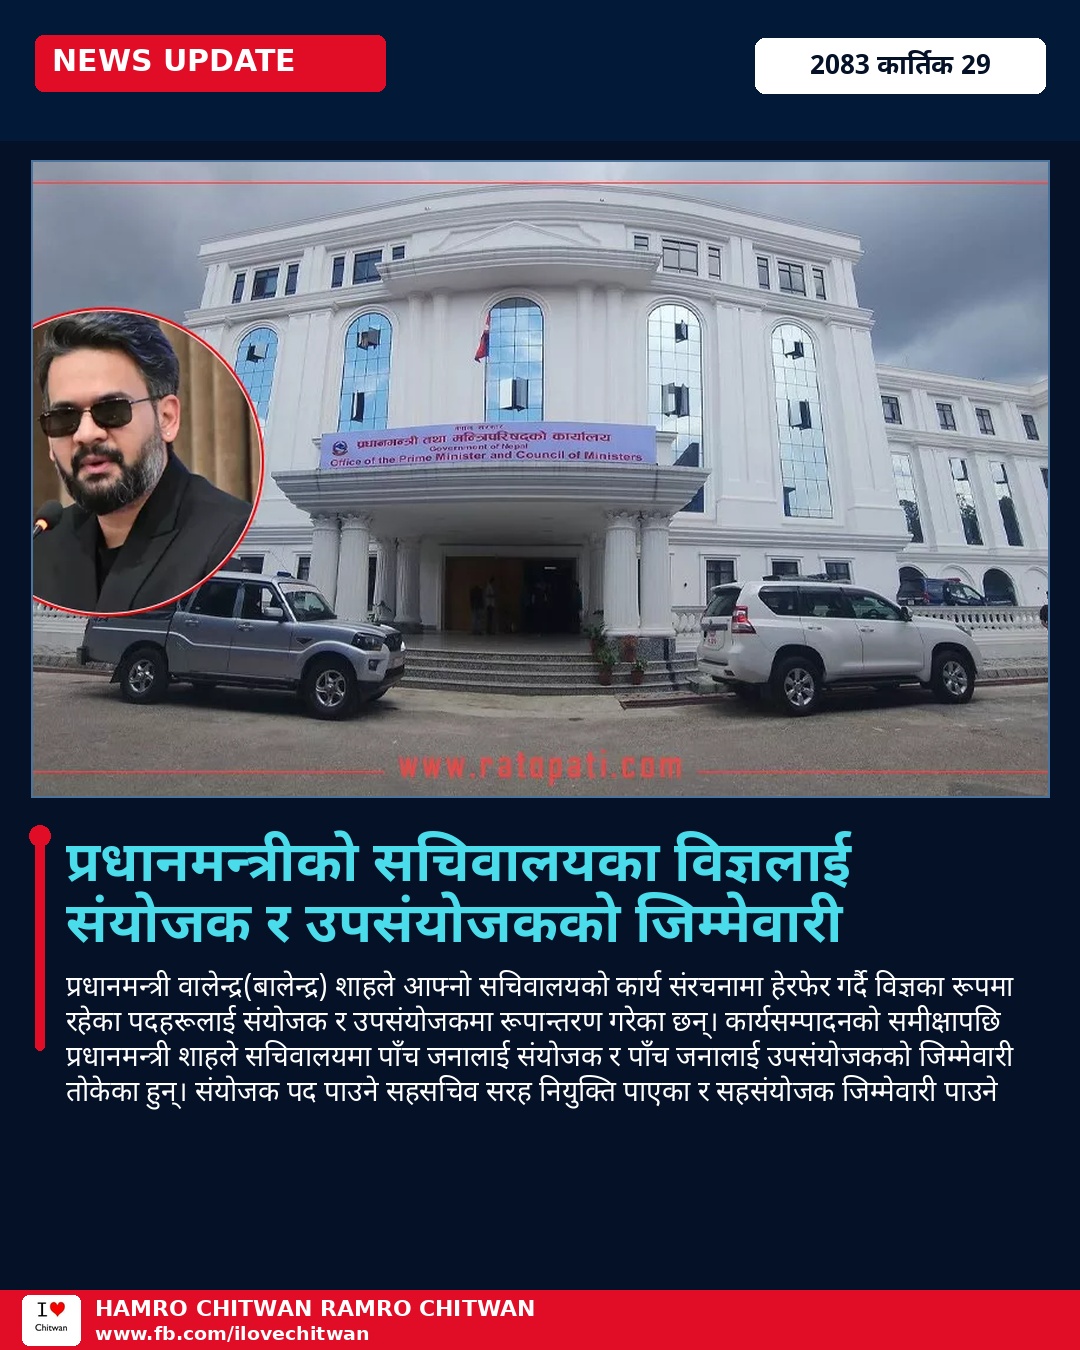 NEWS UPDATE
2083 कार्तिक 29
नेपाल सरकार
प्रधानमन्त्री तथा मन्त्रिपरिषद्को कार्यालय
Government of Nepal
Office of the Prime Minister and Council of Ministers
www.ratopati.com
प्रधानमन्त्रीको सचिवालयका विज्ञलाई
संयोजक र उपसंयोजकको जिम्मेवारी
प्रधानमन्त्री वालेन्द्र(बालेन्द्र) शाहले आफ्नो सचिवालयको कार्य संरचनामा हेरफेर गर्दै विज्ञका रूपमा
रहेका पदहरूलाई संयोजक र उपसंयोजकमा रूपान्तरण गरेका छन्। कार्यसम्पादनको समीक्षापछि
प्रधानमन्त्री शाहले सचिवालयमा पाँच जनालाई संयोजक र पाँच जनालाई उपसंयोजकको जिम्मेवारी
तोकेका हुन्। संयोजक पद पाउने सहसचिव सरह नियुक्ति पाएका र सहसंयोजक जिम्मेवारी पाउने
I❤
Chitwan
HAMRO CHITWAN RAMRO CHITWAN
www.fb.com/ilovechitwan